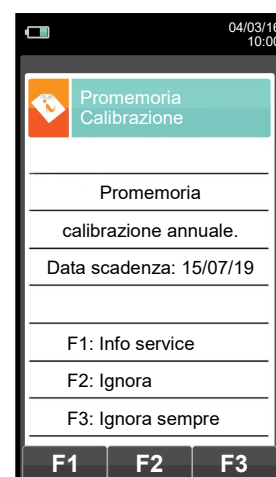 04/03/16
10:00
Promemoria
Calibrazione
Promemoria
calibrazione annuale.
Data scadenza: 15/07/19
F1: Info service
F2: Ignora
F3: Ignora sempre
F1 F2 F3